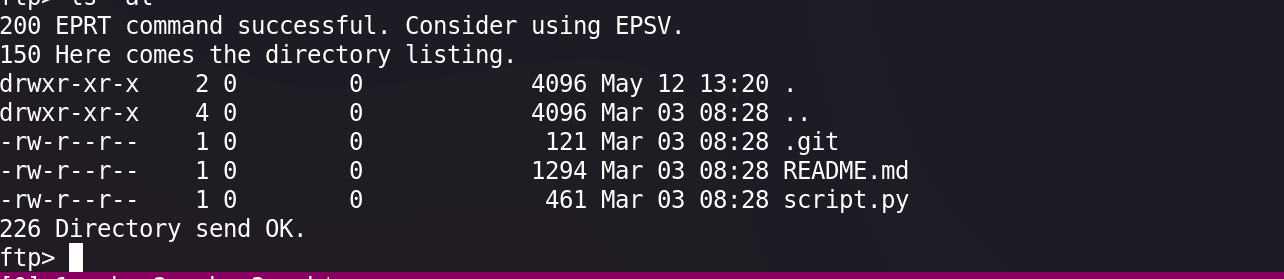 ftp> ls -al
200 EPRT command successful. Consider using EPSV.
150 Here comes the directory listing.
drwxr-xr-x    2 0        0            4096 May 12 13:20 .
drwxr-xr-x    4 0        0            4096 Mar 03 08:28 ..
-rw-r--r--    1 0        0             121 Mar 03 08:28 .git
-rw-r--r--    1 0        0            1294 Mar 03 08:28 README.md
-rw-r--r--    1 0        0             461 Mar 03 08:28 script.py
226 Directory send OK.
ftp>